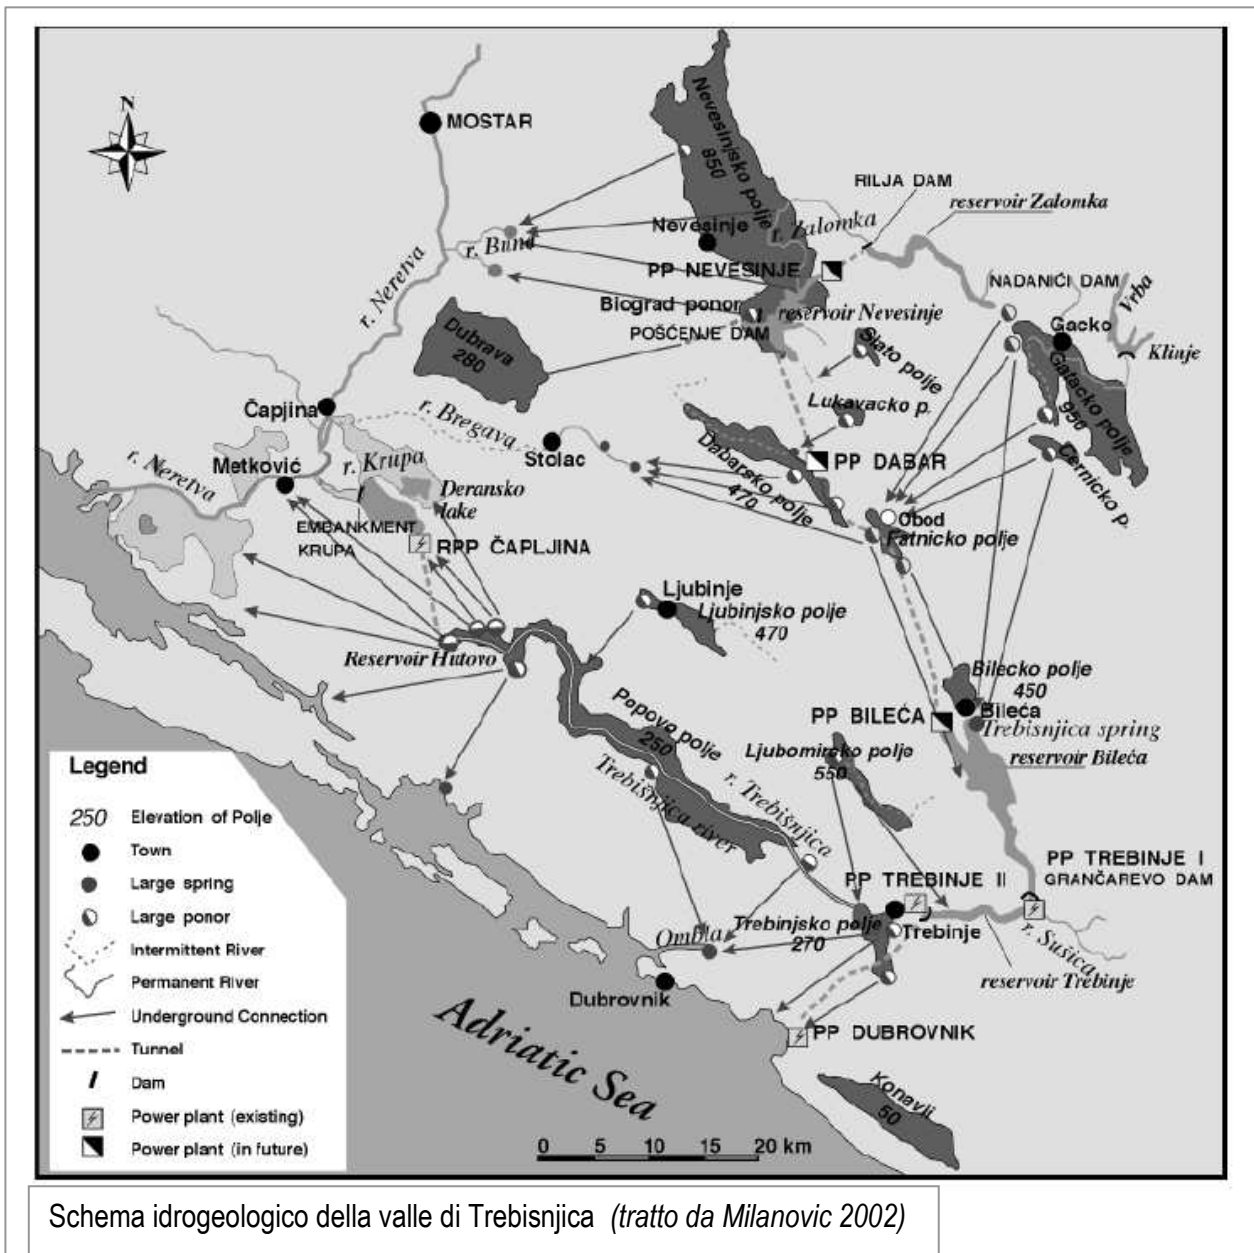 N
MOSTAR
Nevesinjsko polje
850
RILJA DAM
reservoir Zalomka
r. Zalomka
Nevesinje
r. Buna
PP NEVESINJE
NADANIĆI DAM
Vrba
r. Neretva
Biograd ponor
reservoir Nevesinje
POŠĆENJE DAM
Gacko
Klinje
Dubrava
280
Slato polje
Gatacko polje
950
Lukavacko p.
Čapjina
r. Bregava
Stolac
Dabarsko polje
470
PP DABAR
Cernicko p.
r. Neretva
Metković
r. Krupa
Deransko
lake
EMBANKMENT
KRUPA
RPP ČAPLJINA
Obod
Fatnicko polje
Ljubinje
Ljubinjsko polje
470
Reservoir Hutovo
Bilecko polje
450
Popovo polje
250
PP BILEĆA
Bileća
Trebisnjica spring
Ljubomircko polje
550
reservoir Bileća
Trebišnjica river
r. Trebišnjica
PP TREBINJE I
GRANČAREVO DAM
PP TREBINJE II
Trebinjsko polje
270
Trebinje
r. Sušica
reservoir Trebinje
Ombla
Dubrovnik
PP DUBROVNIK
Adriatic Sea
Konavli
50
0 5 10 15 20 km
Legend
250 Elevation of Polje
Town
Large spring
Large ponor
Intermittent River
Permanent River
Underground Connection
Tunnel
Dam
Power plant (existing)
Power plant (in future)
Schema idrogeologico della valle di Trebisnjica (tratto da Milanovic 2002)